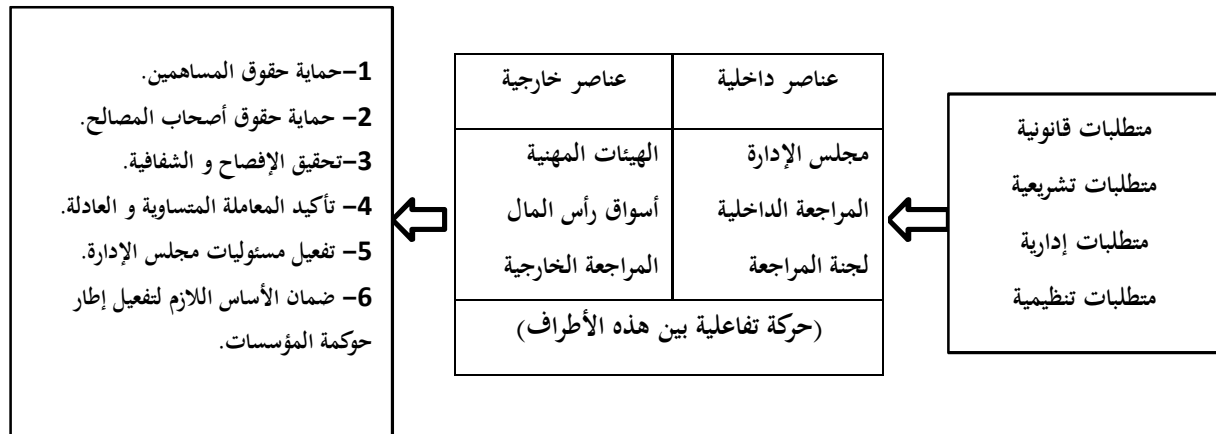 متطلبات قانونية
متطلبات تشريعية
متطلبات إدارية
متطلبات تنظيمية
عناصر داخلية
عناصر خارجية
مجلس الإدارة
المراجعة الداخلية
لجنة المراجعة
الهيئات المهنية
أسواق رأس المال
المراجعة الخارجية
(حركة تفاعلية بين هذه الأطراف)
1–حماية حقوق المساهمين.
2– حماية حقوق أصحاب المصالح.
3–تحقيق الإفصاح و الشفافية.
4– تأكيد المعاملة المتساوية و العادلة.
5– تفعيل مسئوليات مجلس الإدارة.
6– ضمان الأساس اللازم لتفعيل إطار
حوكمة المؤسسات.